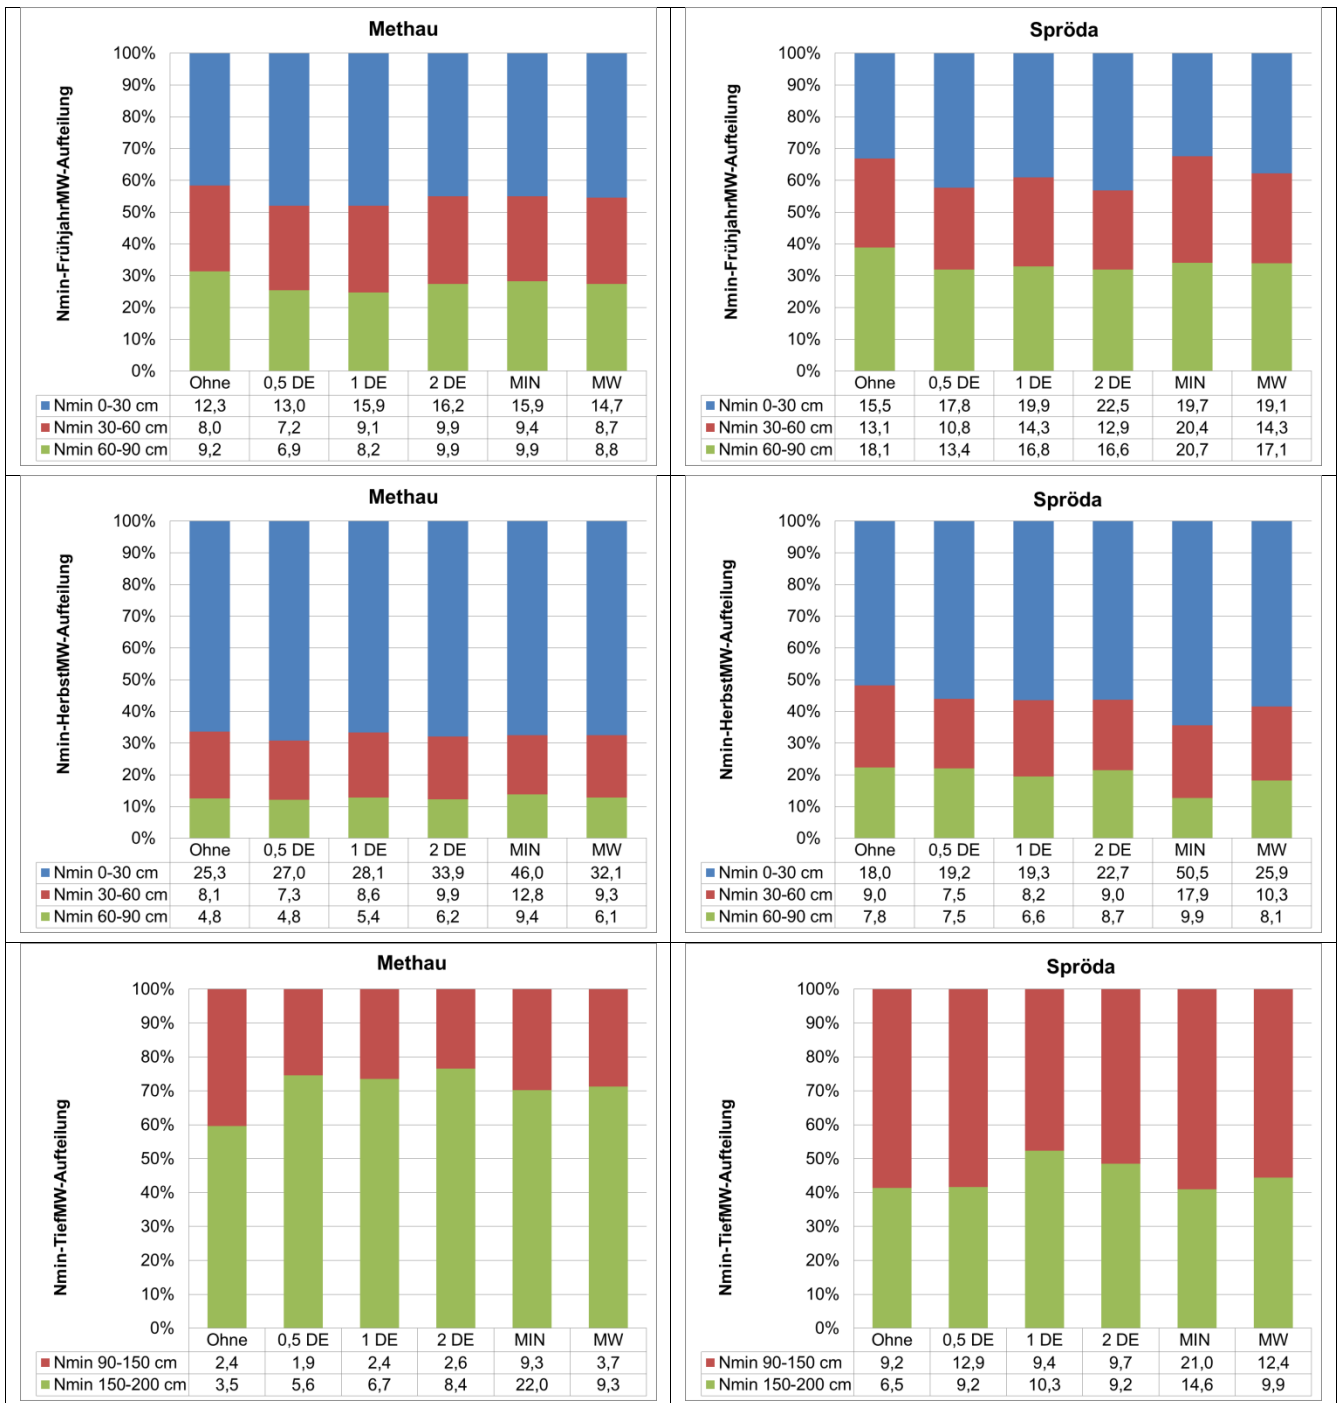 Methau
Nmin-FrühjahrMW-Aufteilung
100%
90%
80%
70%
60%
50%
40%
30%
20%
10%
0%
Ohne 0,5 DE 1 DE 2 DE MIN MW
Nmin 0-30 cm 12,3 13,0 15,9 16,2 15,9 14,7
Nmin 30-60 cm 8,0 7,2 9,1 9,9 9,4 8,7
Nmin 60-90 cm 9,2 6,9 8,2 9,9 9,9 8,8
Spröda
Nmin-FrühjahrMW-Aufteilung
100%
90%
80%
70%
60%
50%
40%
30%
20%
10%
0%
Ohne 0,5 DE 1 DE 2 DE MIN MW
Nmin 0-30 cm 15,5 17,8 19,9 22,5 19,7 19,1
Nmin 30-60 cm 13,1 10,8 14,3 12,9 20,4 14,3
Nmin 60-90 cm 18,1 13,4 16,8 16,6 20,7 17,1
Methau
Nmin-HerbstMW-Aufteilung
100%
90%
80%
70%
60%
50%
40%
30%
20%
10%
0%
Ohne 0,5 DE 1 DE 2 DE MIN MW
Nmin 0-30 cm 25,3 27,0 28,1 33,9 46,0 32,1
Nmin 30-60 cm 8,1 7,3 8,6 9,9 12,8 9,3
Nmin 60-90 cm 4,8 4,8 5,4 6,2 9,4 6,1
Spröda
Nmin-HerbstMW-Aufteilung
100%
90%
80%
70%
60%
50%
40%
30%
20%
10%
0%
Ohne 0,5 DE 1 DE 2 DE MIN MW
Nmin 0-30 cm 18,0 19,2 19,3 22,7 50,5 25,9
Nmin 30-60 cm 9,0 7,5 8,2 9,0 17,9 10,3
Nmin 60-90 cm 7,8 7,5 6,6 8,7 9,9 8,1
Methau
Nmin-TiefMW-Aufteilung
100%
90%
80%
70%
60%
50%
40%
30%
20%
10%
0%
Ohne 0,5 DE 1 DE 2 DE MIN MW
Nmin 90-150 cm 2,4 1,9 2,4 2,6 9,3 3,7
Nmin 150-200 cm 3,5 5,6 6,7 8,4 22,0 9,3
Spröda
Nmin-TiefMW-Aufteilung
100%
90%
80%
70%
60%
50%
40%
30%
20%
10%
0%
Ohne 0,5 DE 1 DE 2 DE MIN MW
Nmin 90-150 cm 9,2 12,9 9,4 9,7 21,0 12,4
Nmin 150-200 cm 6,5 9,2 10,3 9,2 14,6 9,9